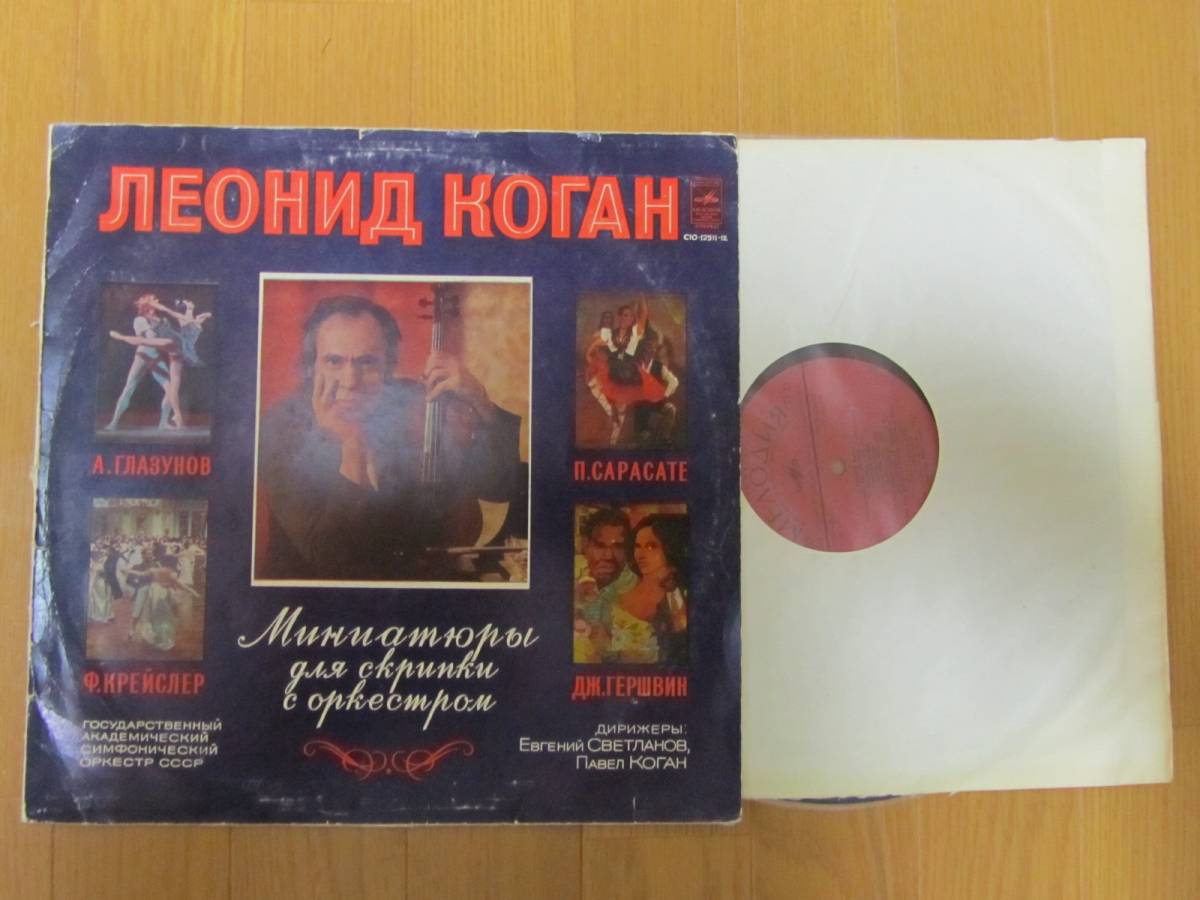 ЛЕОНИД КОГАН
С10-12911-12
А. ГЛАЗУНОВ
П. САРАСАТЕ
Ф. КРЕЙСЛЕР
ДЖ. ГЕРШВИН
Миниатюры
для скрипки
с оркестром
ГОСУДАРСТВЕННЫЙ
АКАДЕМИЧЕСКИЙ
СИМФОНИЧЕСКИЙ
ОРКЕСТР СССР
ДИРИЖЕРЫ:
ЕВГЕНИЙ СВЕТЛАНОВ,
ПАВЕЛ КОГАН
МЕЛОДИЯ